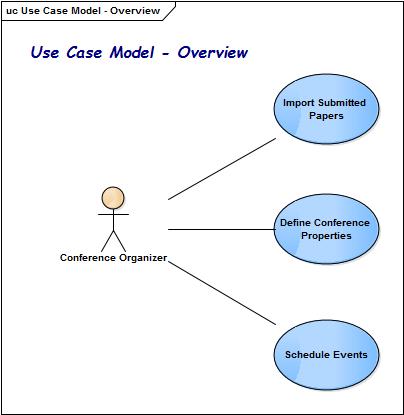 uc Use Case Model - Overview
Use Case Model - Overview
Import Submitted
Papers
Define Conference
Properties
Conference Organizer
Schedule Events